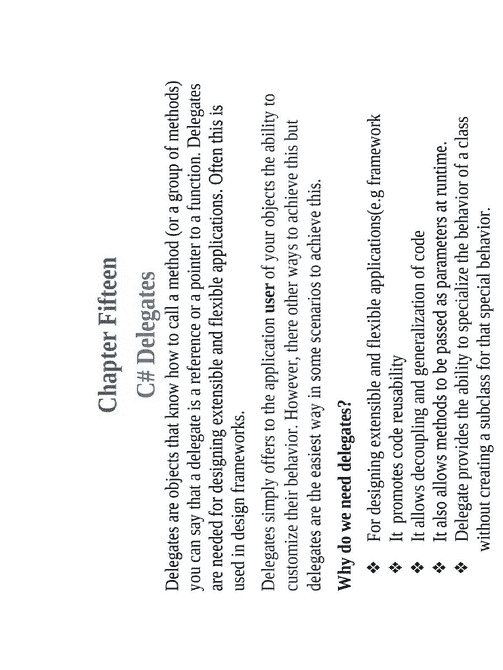 Chapter Fifteen
C# Delegates
Delegates are objects that know how to call a method (or a group of methods)
you can say that a delegate is a reference or a pointer to a function. Delegates
are needed for designing extensible and flexible applications. Often this is
used in design frameworks.
Delegates simply offers to the application user of your objects the ability to
customize their behavior. However, there other ways to achieve this but
delegates are the easiest way in some scenarios to achieve this.
Why do we need delegates?
❖ For designing extensible and flexible applications(e.g framework
❖ It promotes code reusability
❖ It allows decoupling and generalization of code
❖ It also allows methods to be passed as parameters at runtime.
❖ Delegate provides the ability to specialize the behavior of a class
without creating a subclass for that special behavior.